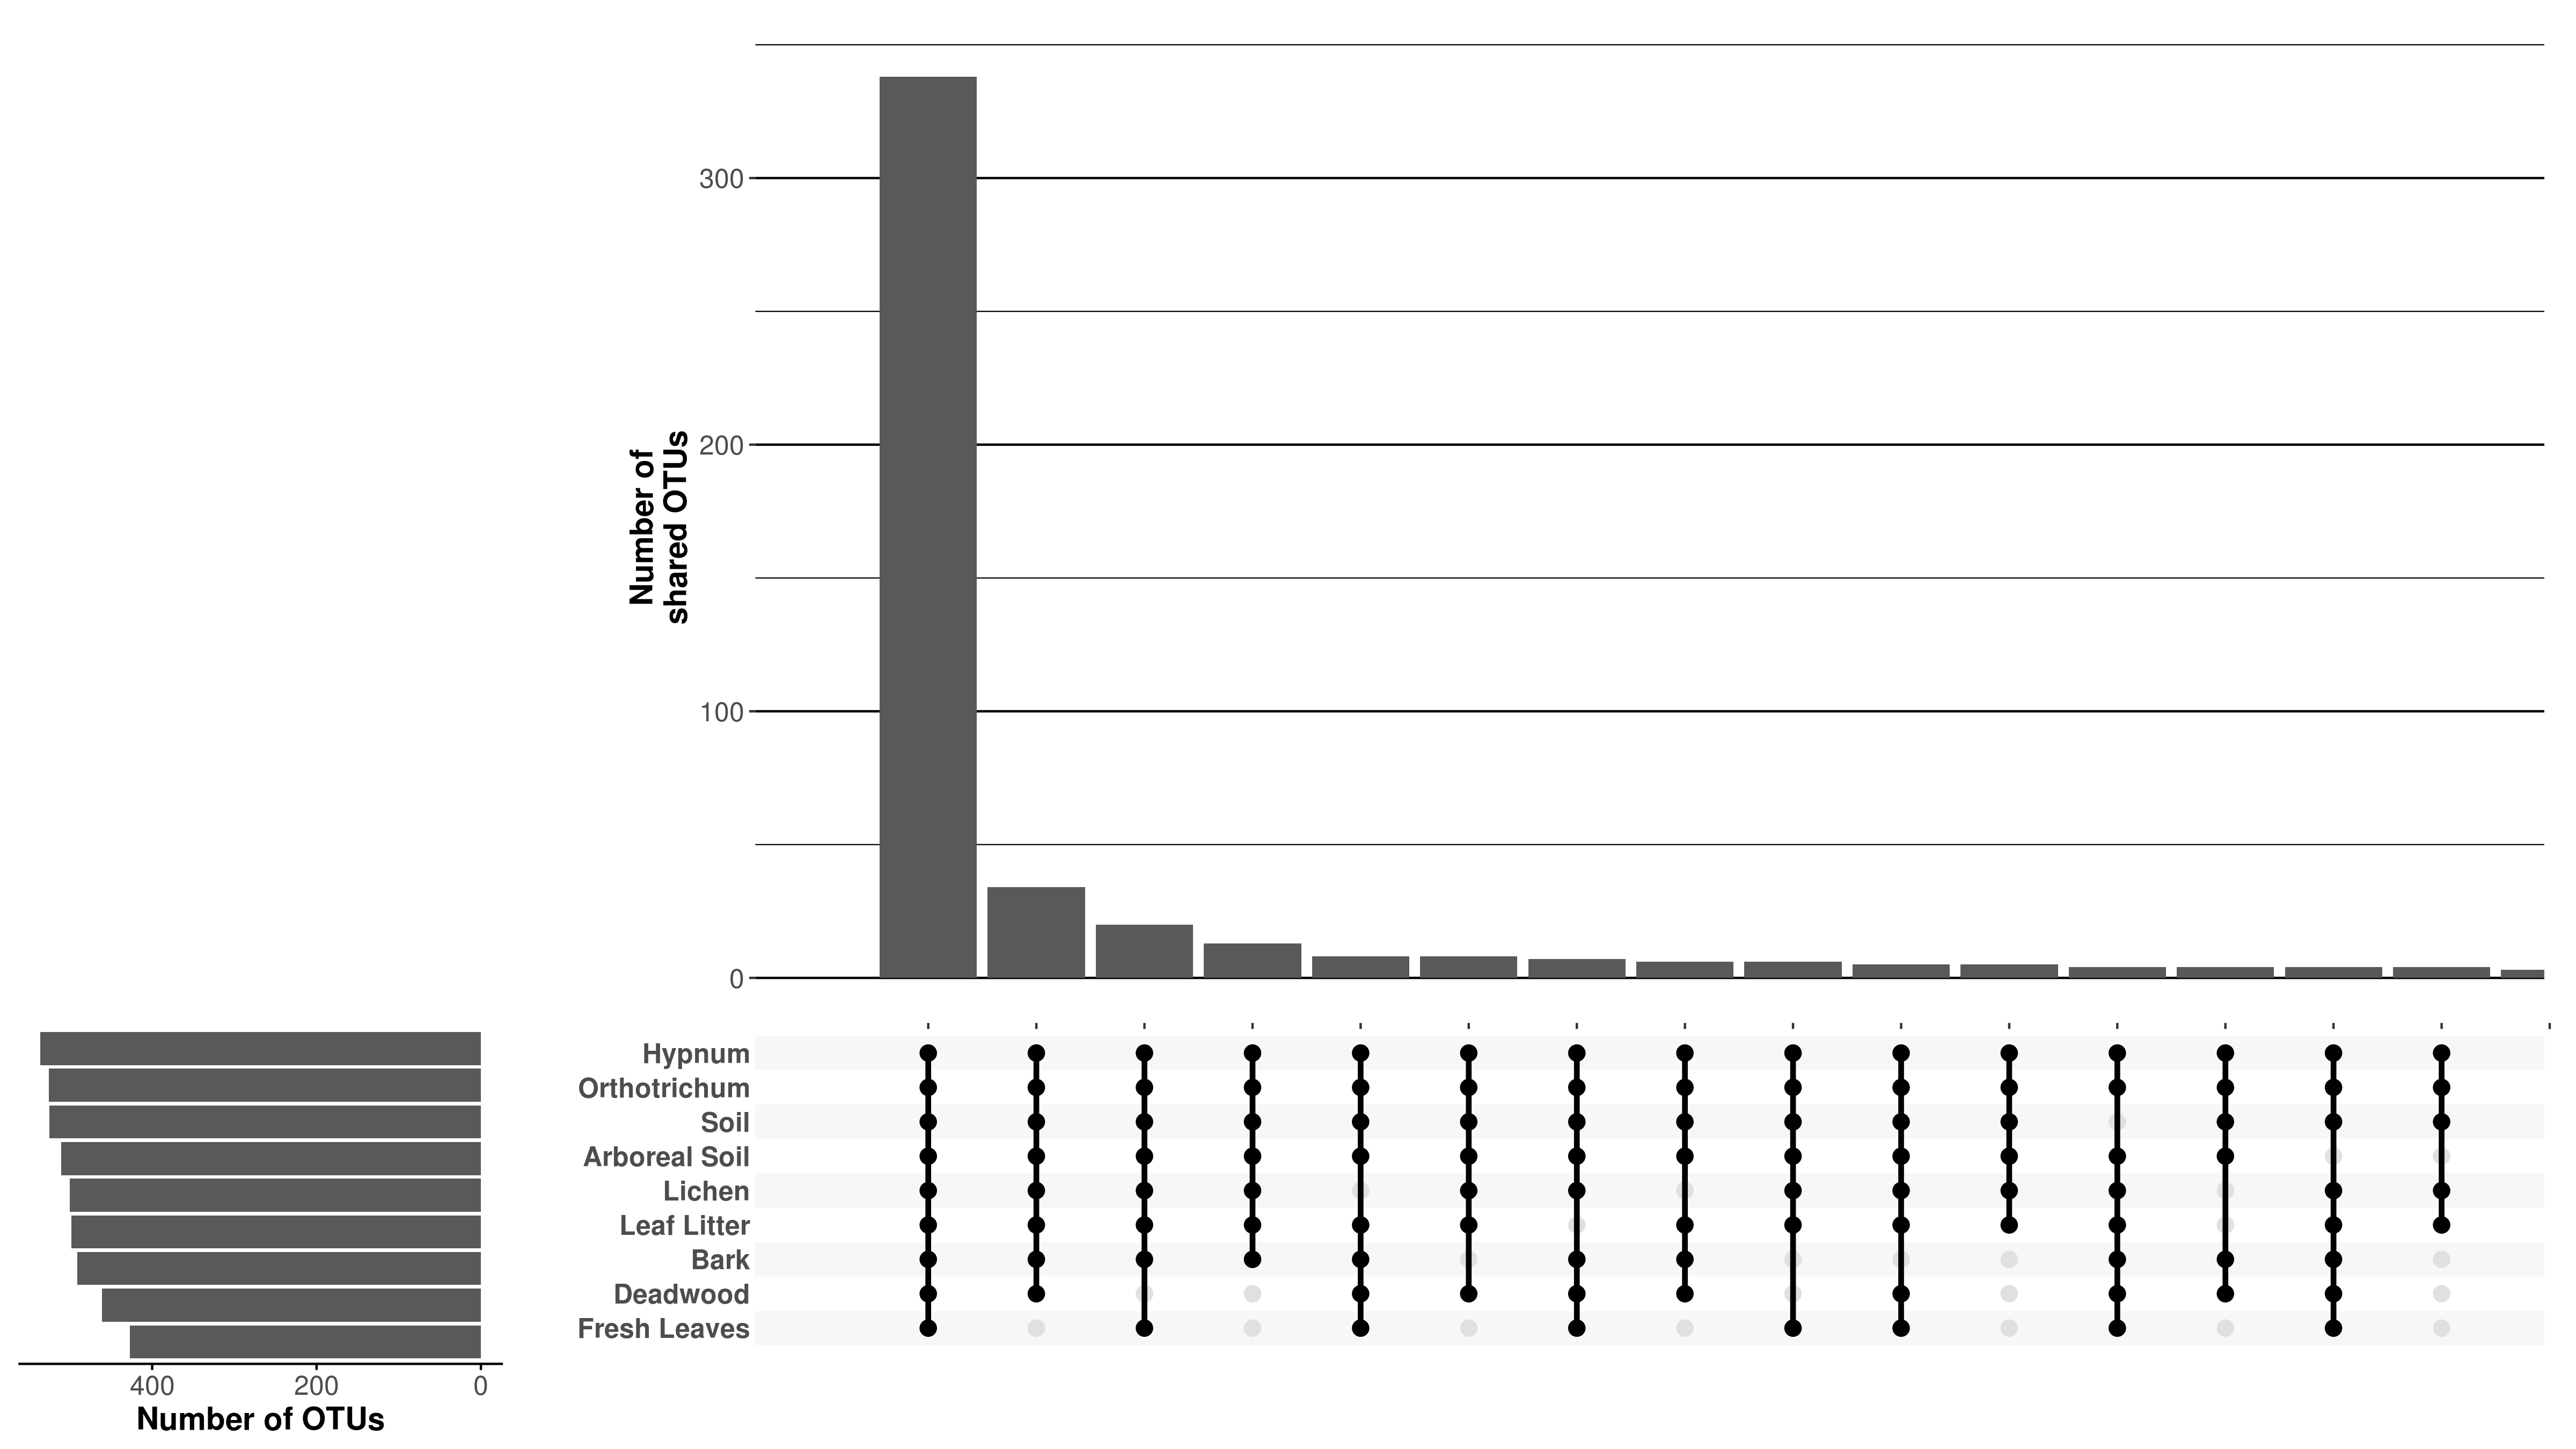 Number of
shared OTUs
300
200
100
0
Hypnum
Orthotrichum
Soil
Arboreal Soil
Lichen
Leaf Litter
Bark
Deadwood
Fresh Leaves
400 200 0
Number of OTUs